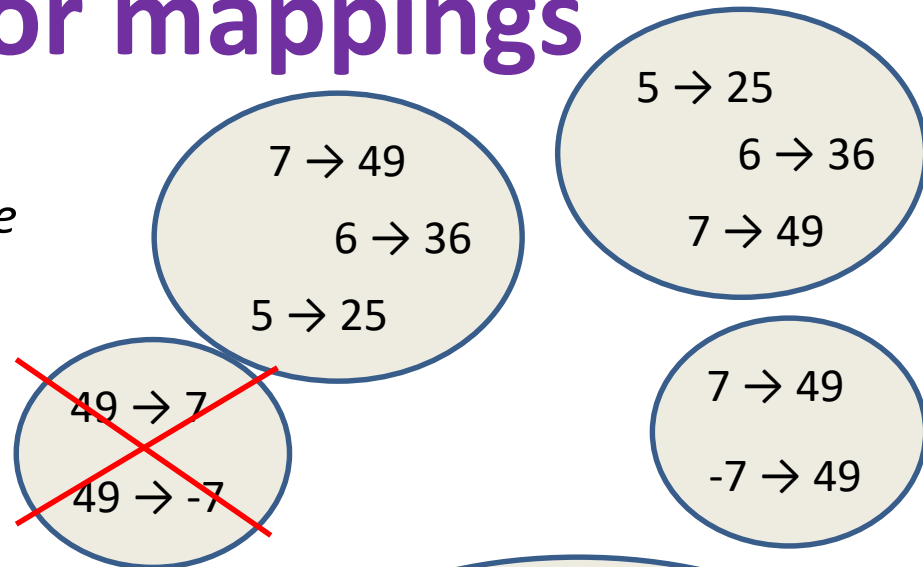 or mappings
e
7 → 49
6 → 36
5 → 25
5 → 25
6 → 36
7 → 49
49 → 7
49 → -7
7 → 49
-7 → 49